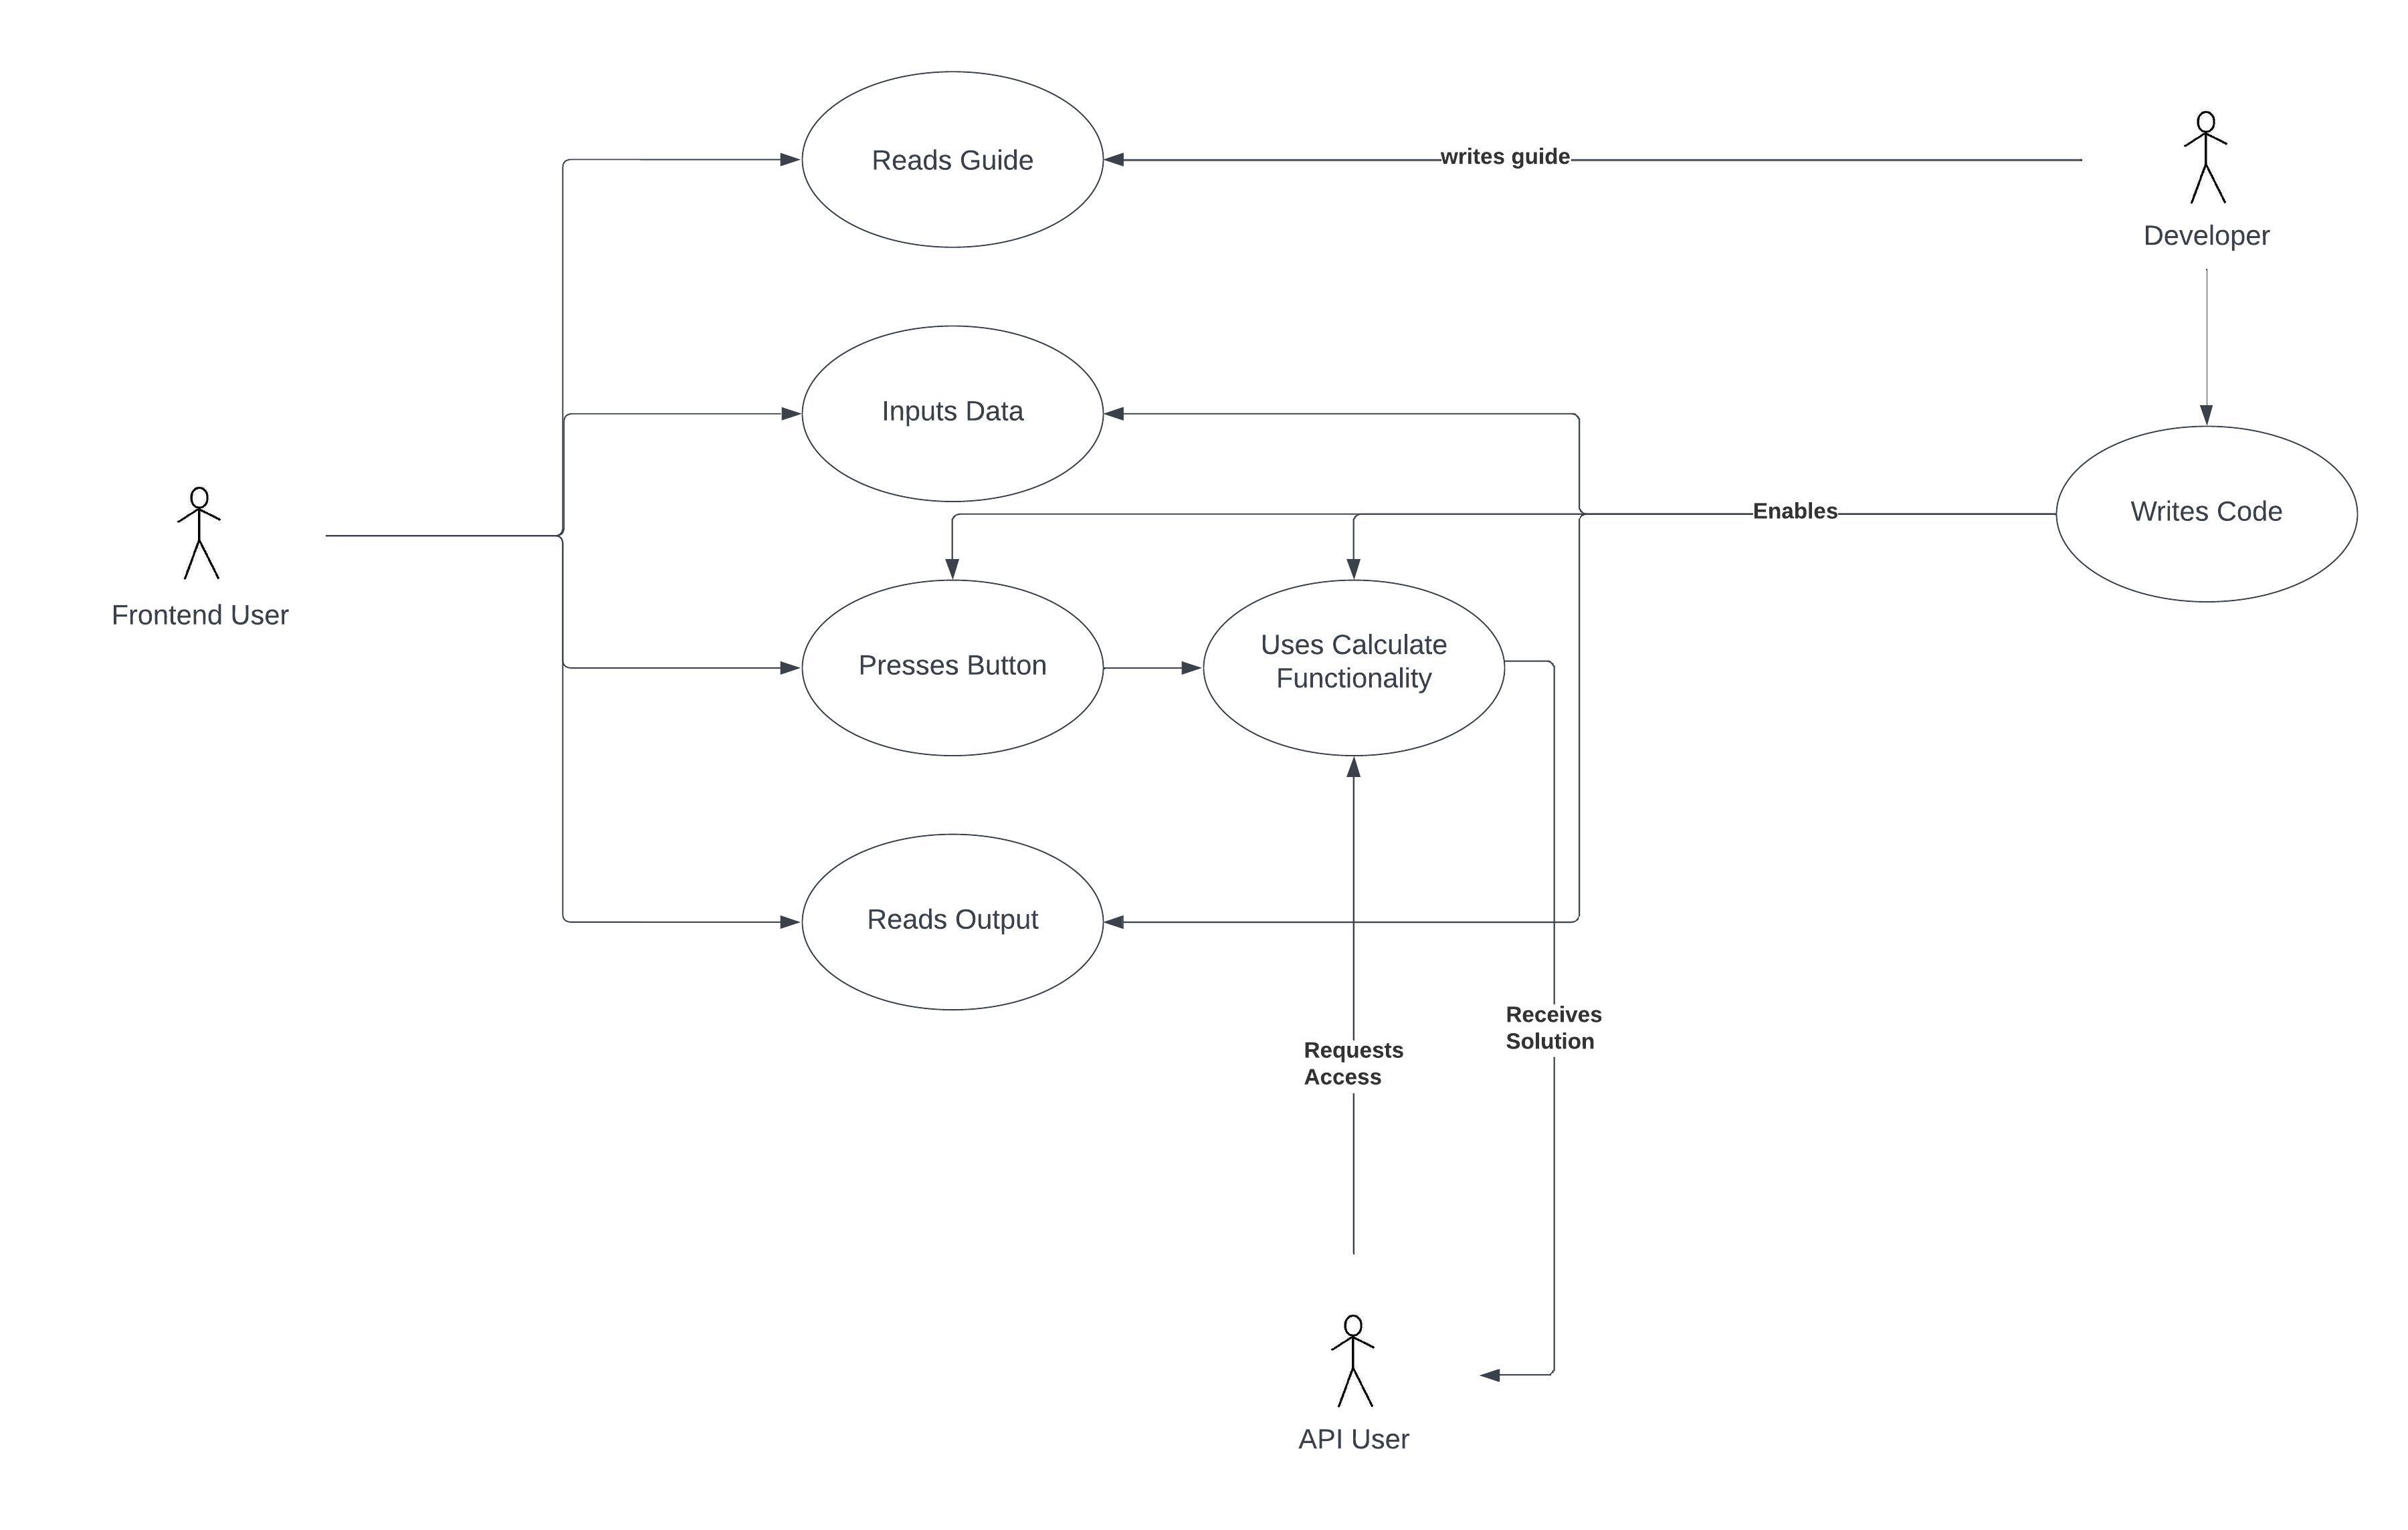 Reads Guide
writes guide
Developer
Inputs Data
Enables
Writes Code
Frontend User
Presses Button
Uses Calculate
Functionality
Reads Output
Receives
Solution
Requests
Access
API User